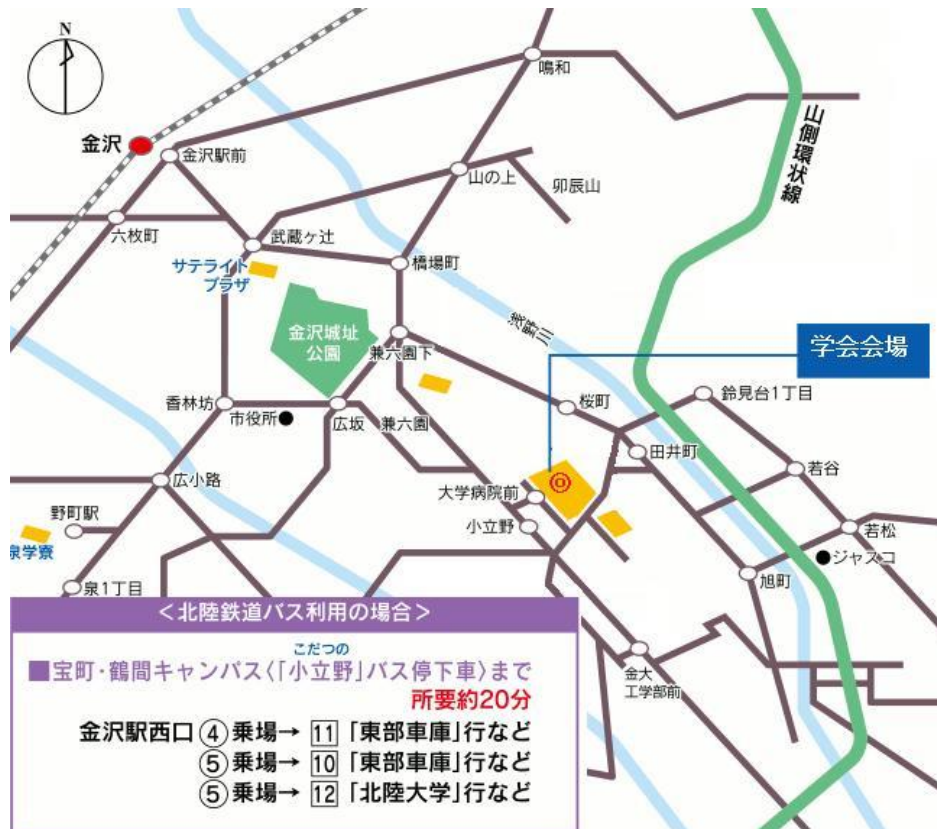 N
鳴和
金沢
金沢駅前
山側環状線
山の上
卯辰山
六枚町
武蔵ヶ辻
橋場町
サテライト
プラザ
浅野川
金沢城址
公園
兼六園下
学会会場
鈴見台1丁目
香林坊
市役所
広坂
兼六園
桜町
田井町
若谷
広小路
大学病院前
野町駅
小立野
若松
泉学寮
ジャスコ
旭町
泉1丁目
<北陸鉄道バス利用の場合>
こだつの
■宝町・鶴間キャンパス〈「小立野」バス停下車〉まで
所要約20分
金沢駅西口④乗場→ 11 「東部車庫」行など
⑤乗場→ 10 「東部車庫」行など
⑤乗場→ 12 「北陸大学」行など
金大
工学部前